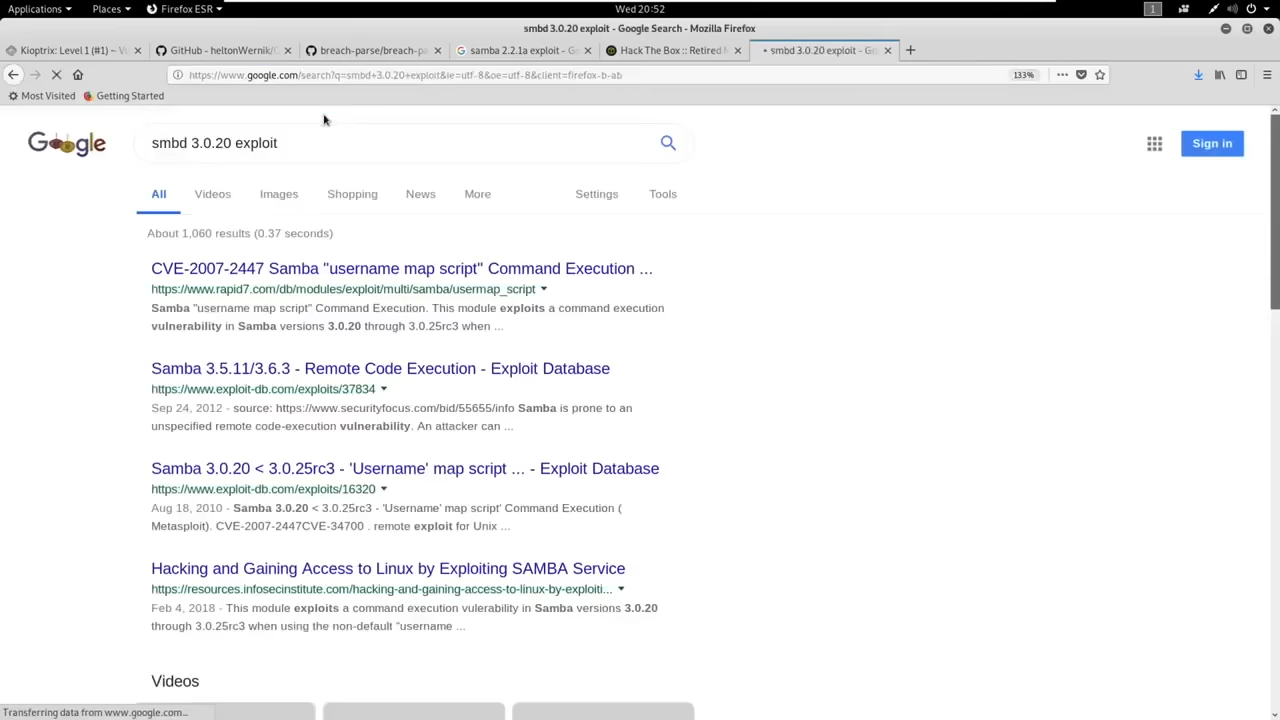 Applications Places Firefox ESR Wed 20:52 1
smbd 3.0.20 exploit - Google Search - Mozilla Firefox
Kioptrix: Level 1 (#1) ~ Vu GitHub - heltonWernik/C breach-parse/breach-pa samba 2.2.1a exploit - G Hack The Box :: Retired M smbd 3.0.20 exploit - G
https://www.google.com/search?q=smbd+3.0.20+exploit&ie=utf-8&oe=utf-8&client=firefox-b-ab 133%
Most Visited Getting Started
Google smbd 3.0.20 exploit Sign in
All Videos Images Shopping News More Settings Tools
About 1,060 results (0.37 seconds)
CVE-2007-2447 Samba "username map script" Command Execution ...
https://www.rapid7.com/db/modules/exploit/multi/samba/usermap_script
Samba "username map script" Command Execution. This module exploits a command execution
vulnerability in Samba versions 3.0.20 through 3.0.25rc3 when ...
Samba 3.5.11/3.6.3 - Remote Code Execution - Exploit Database
https://www.exploit-db.com/exploits/37834
Sep 24, 2012 - source: https://www.securityfocus.com/bid/55655/info Samba is prone to an
unspecified remote code-execution vulnerability. An attacker can ...
Samba 3.0.20 < 3.0.25rc3 - 'Username' map script ... - Exploit Database
https://www.exploit-db.com/exploits/16320
Aug 18, 2010 - Samba 3.0.20 < 3.0.25rc3 - 'Username' map script' Command Execution (
Metasploit). CVE-2007-2447CVE-34700 . remote exploit for Unix ...
Hacking and Gaining Access to Linux by Exploiting SAMBA Service
https://resources.infosecinstitute.com/hacking-and-gaining-access-to-linux-by-exploiti...
Feb 4, 2018 - This module exploits a command execution vulerability in Samba versions 3.0.20
through 3.0.25rc3 when using the non-default "username ...
Videos
Transferring data from www.google.com...